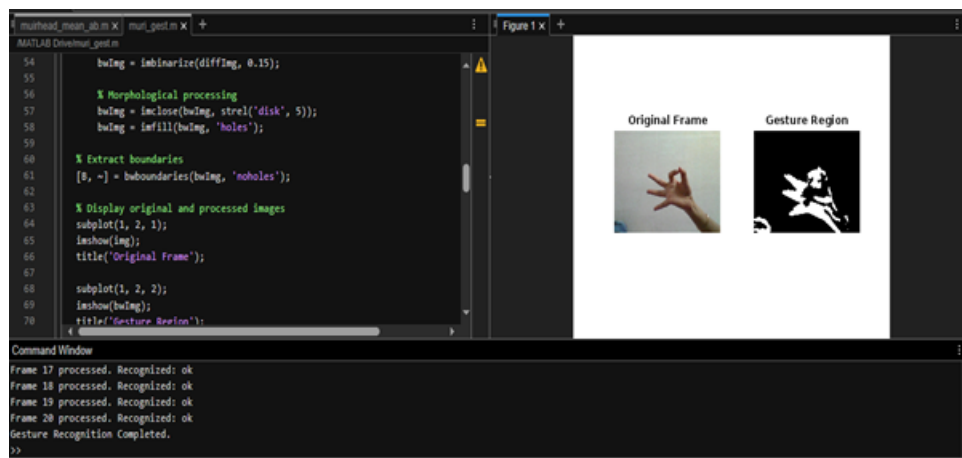 muirhead_mean_ab.m x muri_gest.m x +
/MATLAB Drive/muri_gest.m
54 bwImg = imbinarize(diffImg, 0.15);
55
56 % Morphological processing
57 bwImg = imclose(bwImg, strel('disk', 5));
58 bwImg = imfill(bwImg, 'holes');
59
60 % Extract boundaries
61 [B, ~] = bwboundaries(bwImg, 'noholes');
62
63 % Display original and processed images
64 subplot(1, 2, 1);
65 imshow(img);
66 title('Original Frame');
67
68 subplot(1, 2, 2);
69 imshow(bwImg);
70 title('Gesture Region');
Figure 1 x +
Original Frame
Gesture Region
Command Window
Frame 17 processed. Recognized: ok
Frame 18 processed. Recognized: ok
Frame 19 processed. Recognized: ok
Frame 20 processed. Recognized: ok
Gesture Recognition Completed.
>>